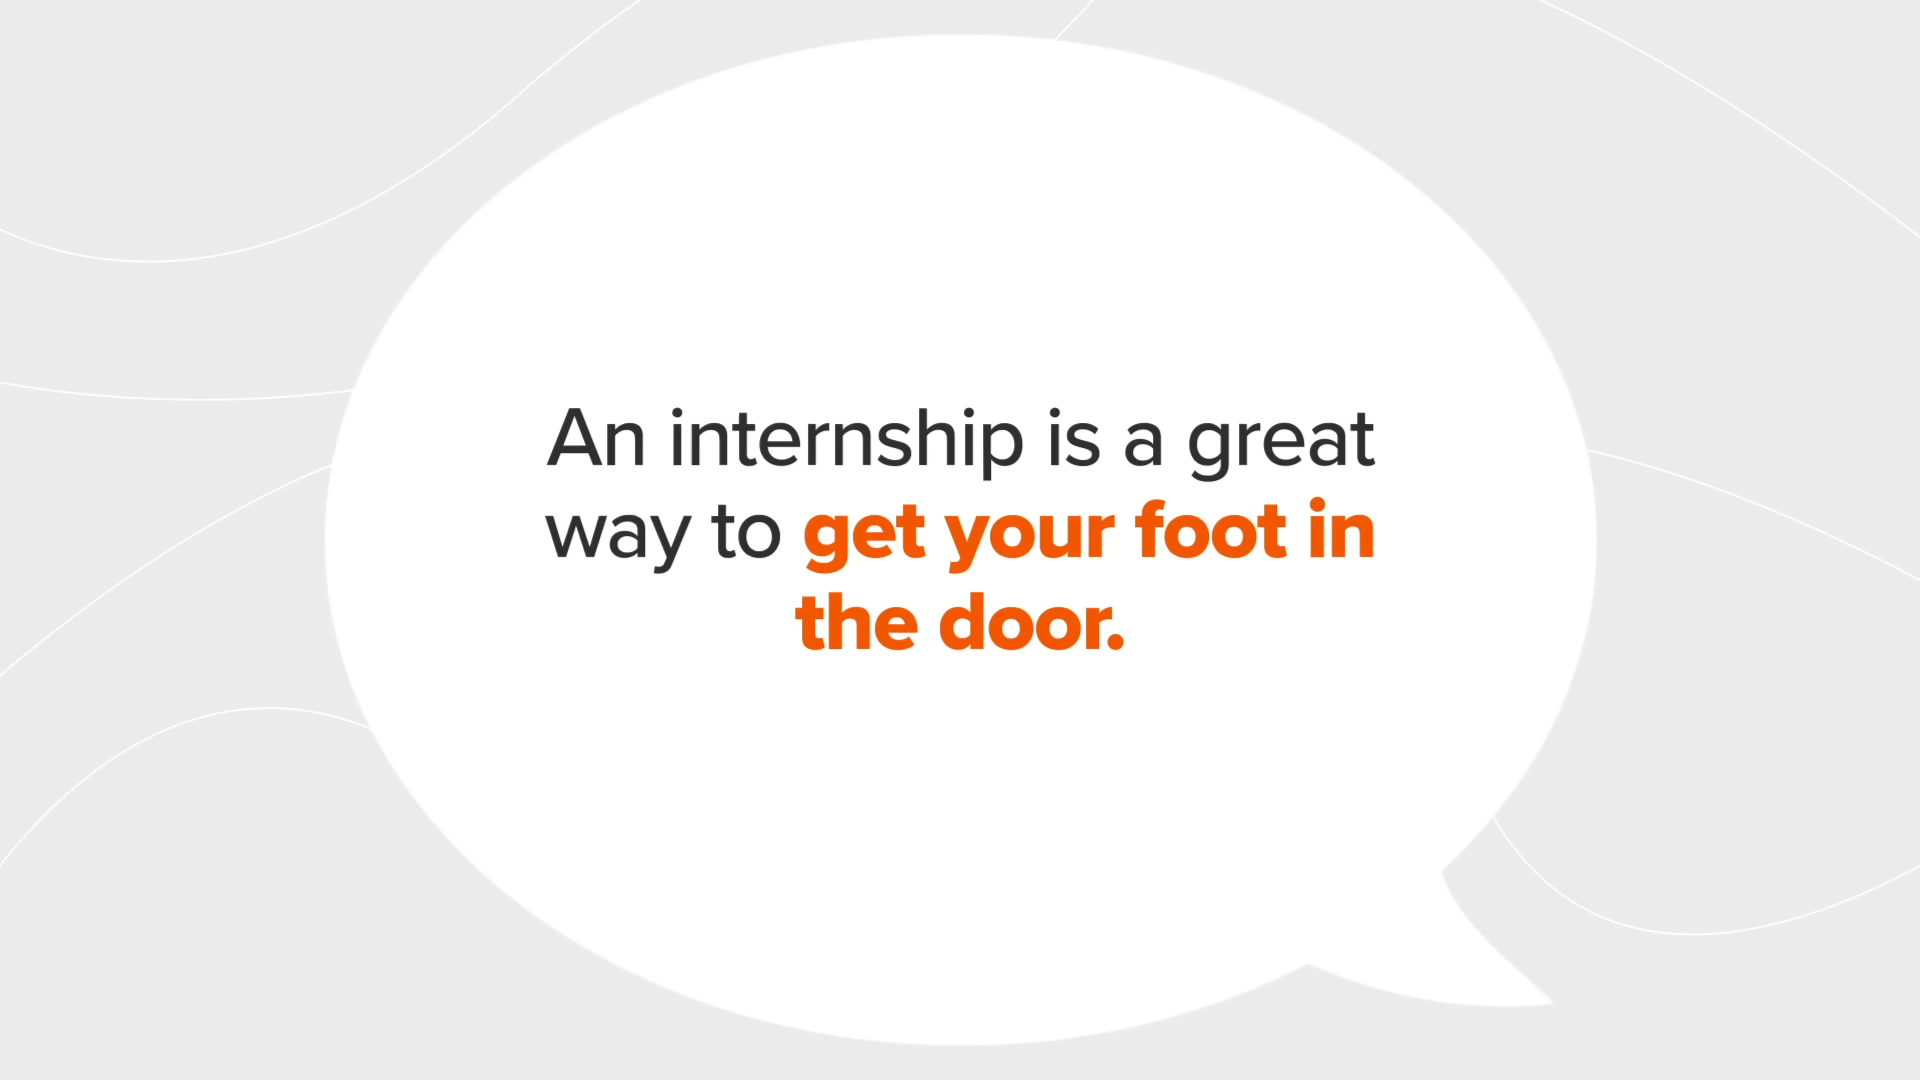 An internship is a great
way to get your foot in
the door.